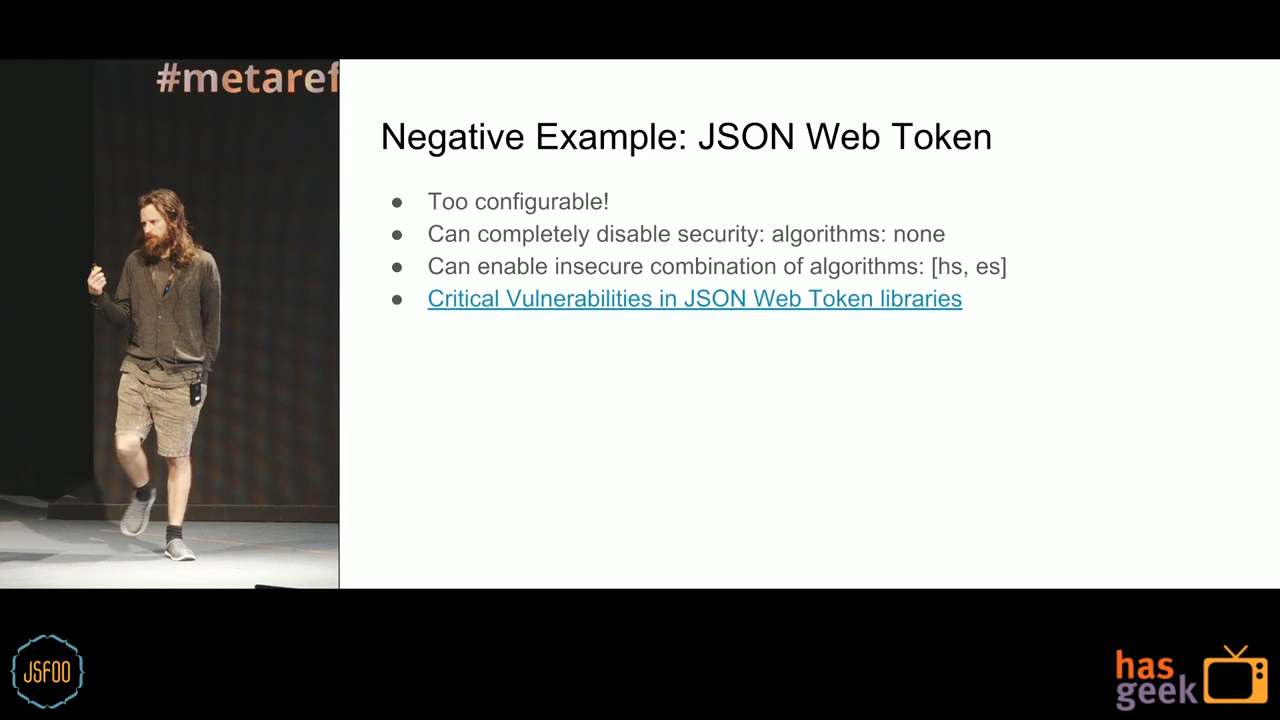 #metaref
Negative Example: JSON Web Token
● Too configurable!
● Can completely disable security: algorithms: none
● Can enable insecure combination of algorithms: [hs, es]
● Critical Vulnerabilities in JSON Web Token libraries
JSFOO
has
geek